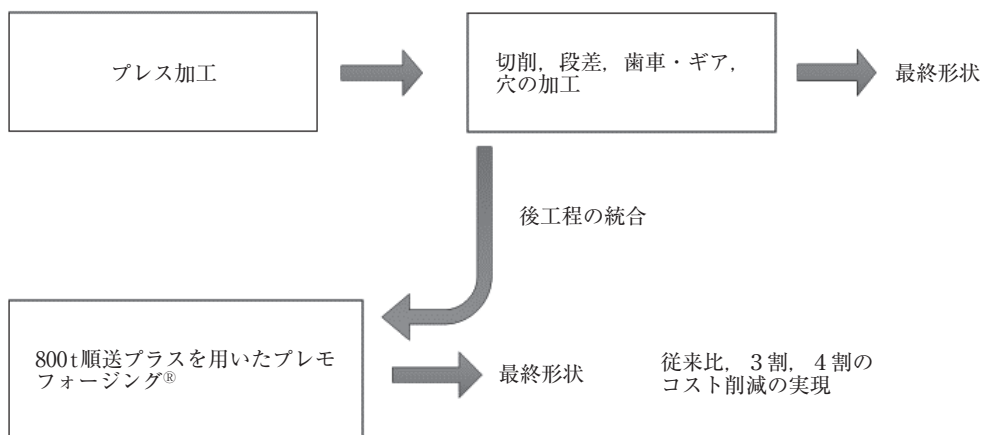 プレス加工
切削，段差，歯車・ギア，
穴の加工
最終形状
後工程の統合
800t順送プラスを用いたプレモ
フォージング®
最終形状
従来比，３割，４割の
コスト削減の実現